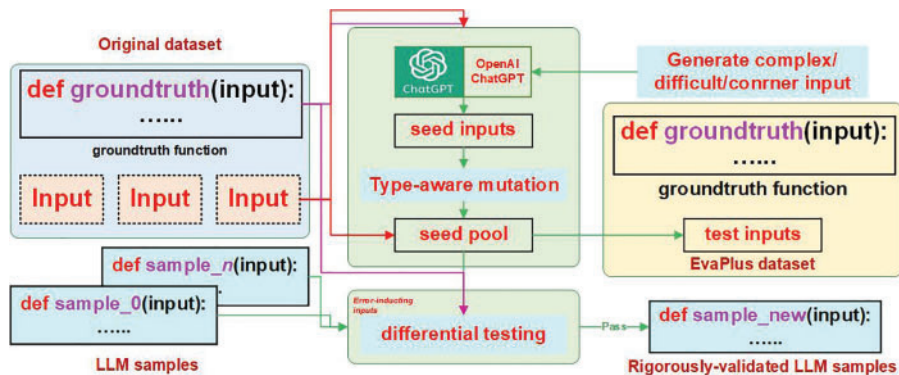 Original dataset
def groundtruth(input):
......
groundtruth function
Input
Input
Input
ChatGPT
OpenAI
ChatGPT
seed inputs
Type-aware mutation
seed pool
Generate complex/
difficult/conrner input
def groundtruth(input):
......
groundtruth function
test inputs
EvaPlus dataset
def sample_n(input):
def sample_0(input):
......
LLM samples
Error-inducting
inputs
differential testing
Pass
def sample_new(input):
......
Rigorously-validated LLM samples